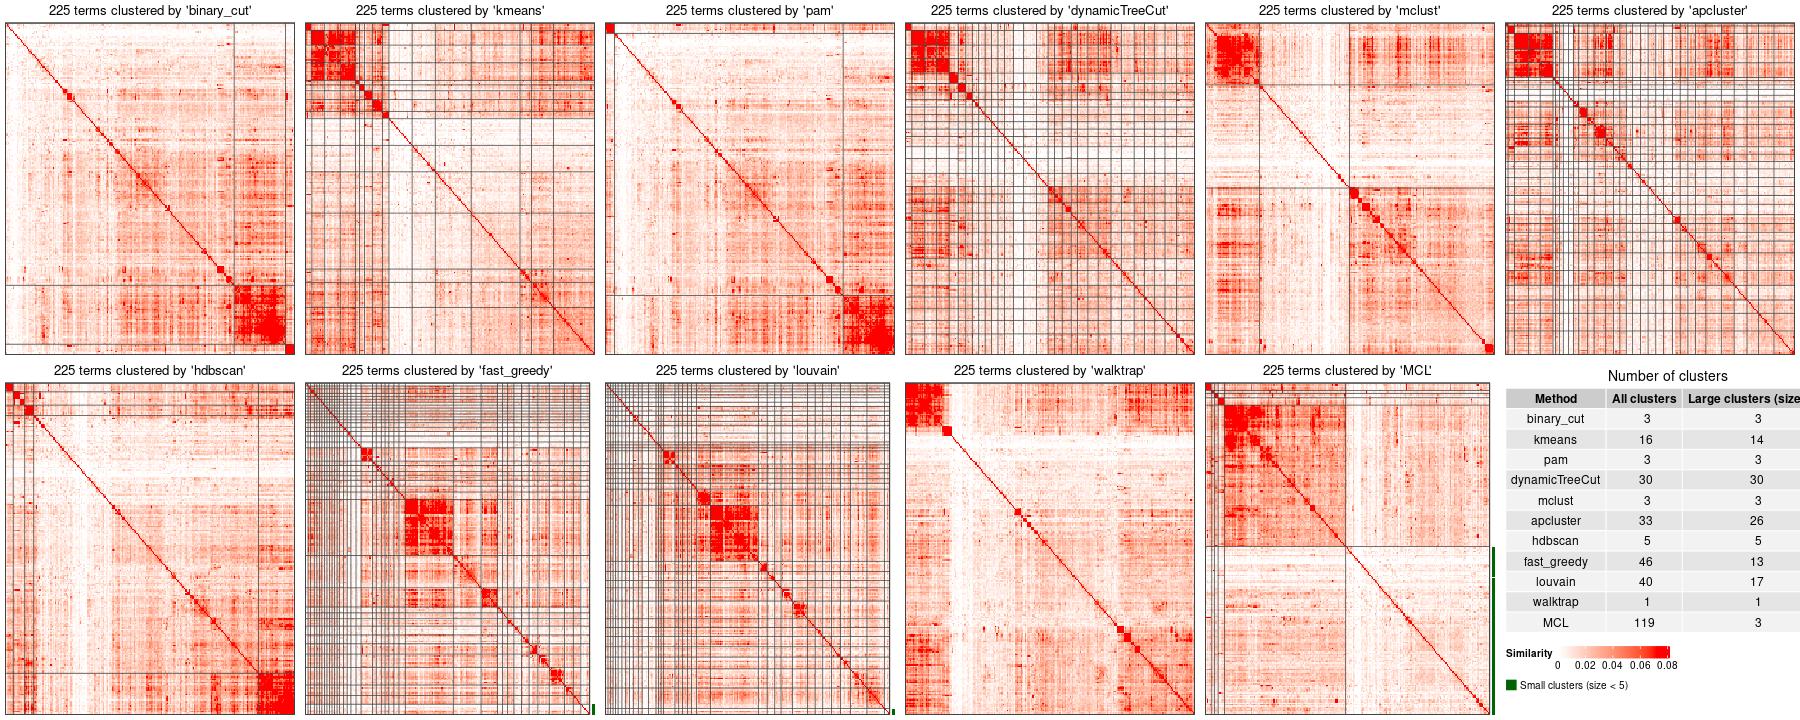 225 terms clustered by 'binary_cut'
225 terms clustered by 'kmeans'
225 terms clustered by 'pam'
225 terms clustered by 'dynamicTreeCut'
225 terms clustered by 'mclust'
225 terms clustered by 'apcluster'
225 terms clustered by 'hdbscan'
225 terms clustered by 'fast_greedy'
225 terms clustered by 'louvain'
225 terms clustered by 'walktrap'
225 terms clustered by 'MCL'
Number of clusters
Method All clusters Large clusters (size
binary_cut 3 3
kmeans 16 14
pam 3 3
dynamicTreeCut 30 30
mclust 3 3
apcluster 33 26
hdbscan 5 5
fast_greedy 46 13
louvain 40 17
walktrap 1 1
MCL 119 3
Similarity
0 0.02 0.04 0.06 0.08
Small clusters (size < 5)